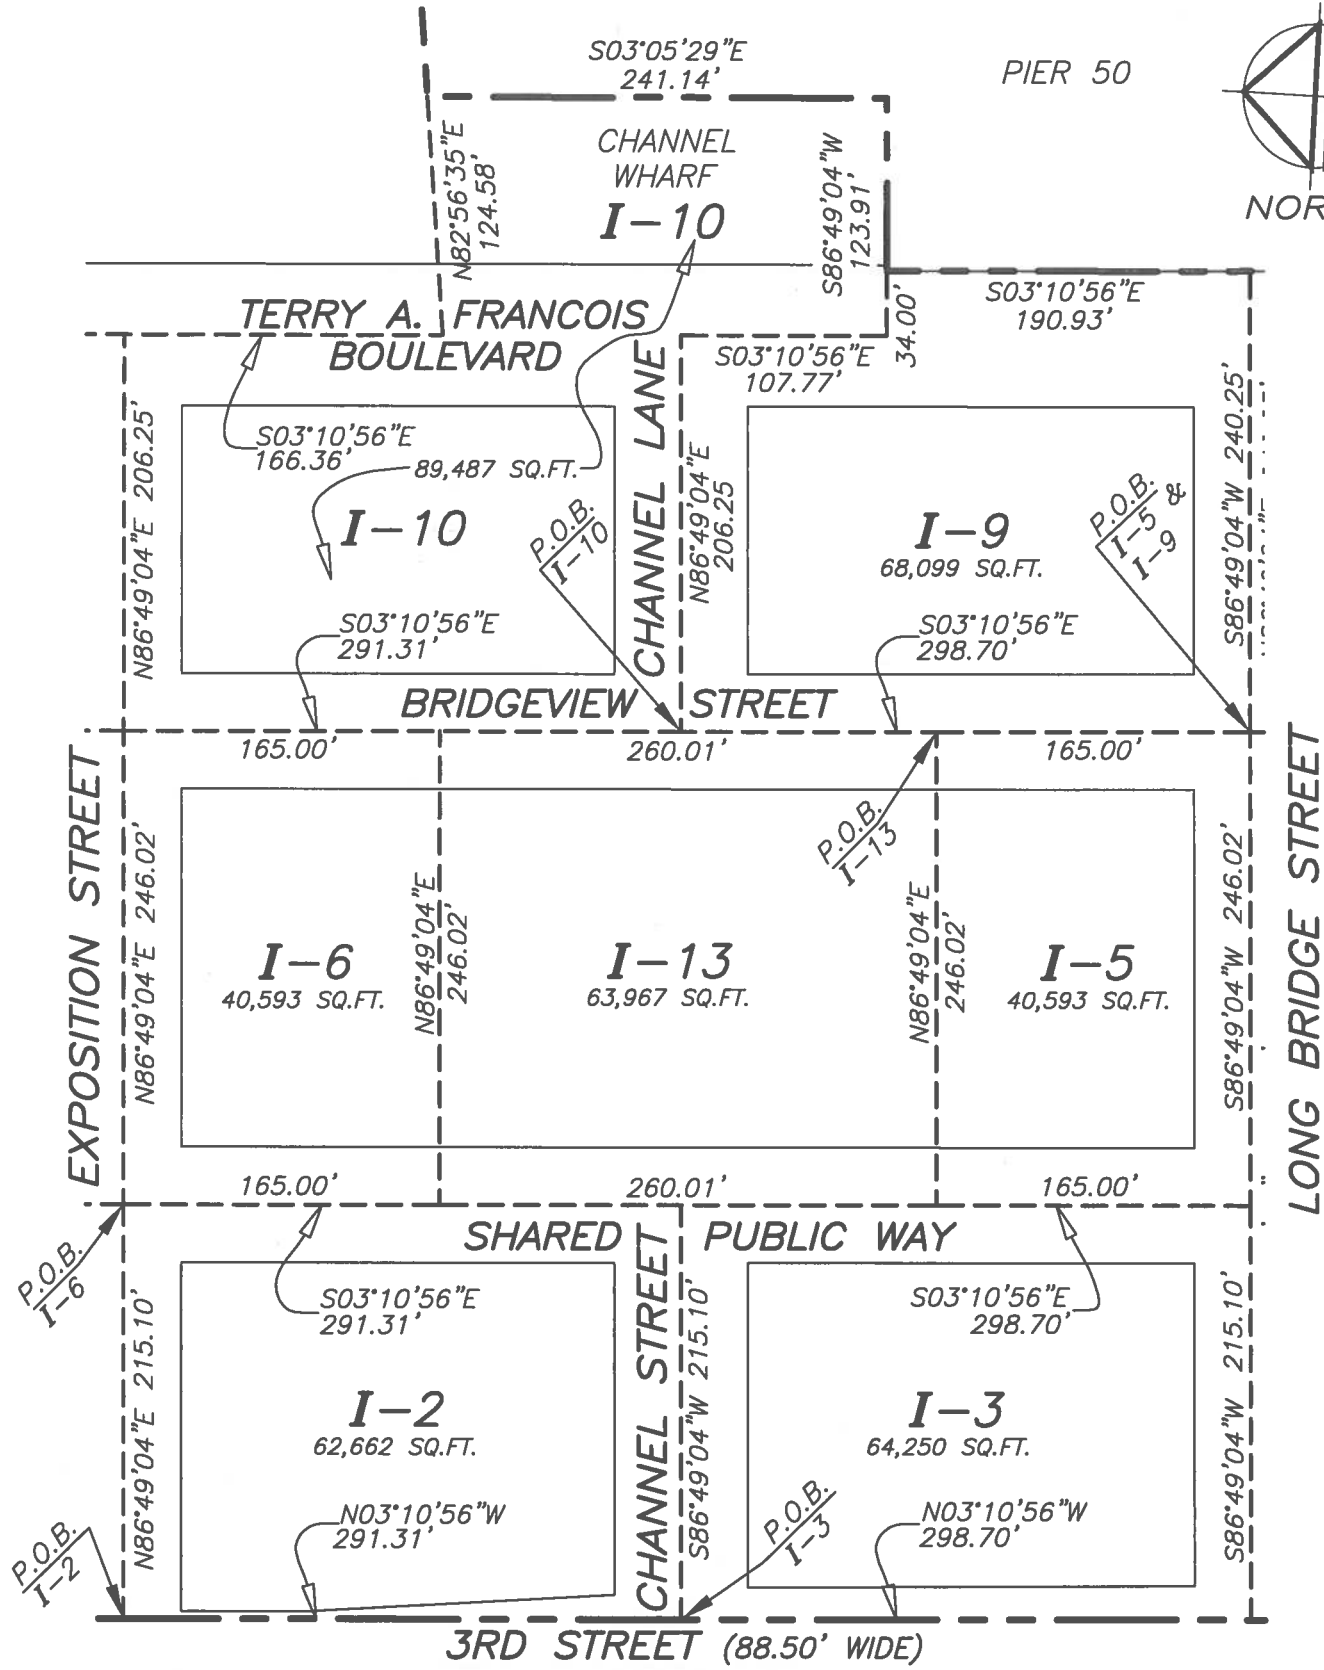 S03°05'29"E
241.14'
PIER 50
CHANNEL
WHARF
I-10
N82°56'35"E
124.58'
S86°49'04"W
123.91'
NOR
TERRY A. FRANCOIS
BOULEVARD
S03°10'56"E
190.93'
34.00'
S03°10'56"E
107.77'
N86°49'04"E 206.25'
S03°10'56"E
166.36'
89,487 SQ.FT.
I-10
CHANNEL LANE
N86°49'04"E
206.25
P.O.B.
I-10
I-9
68,099 SQ.FT.
P.O.B.
I-5 &
I-9
S86°49'04"W 240.25'
S03°10'56"E
291.31'
S03°10'56"E
298.70'
BRIDGEVIEW STREET
165.00'
260.01'
165.00'
EXPOSITION STREET
N86°49'04"E 246.02'
N86°49'04"E
246.02'
P.O.B.
I-13
N86°49'04"E
246.02'
S86°49'04"W 246.02'
LONG BRIDGE STREET
I-6
40,593 SQ.FT.
I-13
63,967 SQ.FT.
I-5
40,593 SQ.FT.
165.00'
260.01'
165.00'
SHARED PUBLIC WAY
P.O.B.
I-6
N86°49'04"E 215.10'
S03°10'56"E
291.31'
CHANNEL STREET
S86°49'04"W 215.10'
S03°10'56"E
298.70'
S86°49'04"W 215.10'
I-2
62,662 SQ.FT.
I-3
64,250 SQ.FT.
P.O.B.
I-2
N03°10'56"W
291.31'
P.O.B.
I-3
N03°10'56"W
298.70'
3RD STREET (88.50' WIDE)